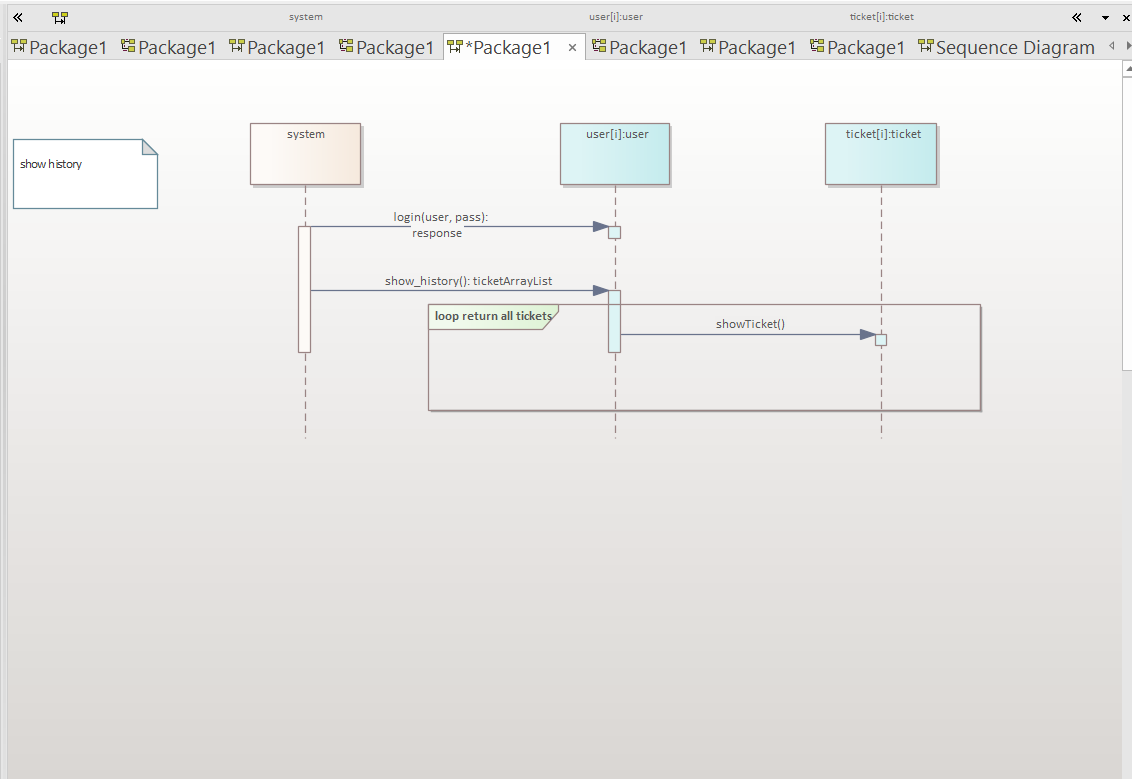 system user[i]:user ticket[i]:ticket
Package1 Package1 Package1 Package1 *Package1 Package1 Package1 Package1 Sequence Diagram
show history
system
user[i]:user
ticket[i]:ticket
login(user, pass):
response
show_history(): ticketArrayList
loop return all tickets
showTicket()